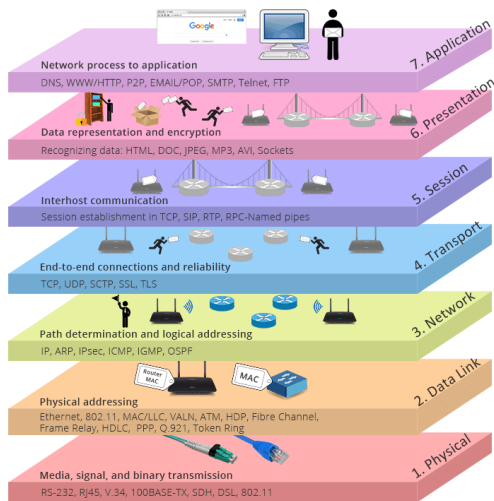 Google
7. Application
Network process to application
DNS, WWW/HTTP, P2P, EMAIL/POP, SMTP, Telnet, FTP
6. Presentation
Data representation and encryption
Recognizing data: HTML, DOC, JPEG, MP3, AVI, Sockets
5. Session
Interhost communication
Session establishment in TCP, SIP, RTP, RPC-Named pipes
4. Transport
End-to-end connections and reliability
TCP, UDP, SCTP, SSL, TLS
3. Network
Path determination and logical addressing
IP, ARP, IPsec, ICMP, IGMP, OSPF
Router
MAC
MAC
2. Data Link
Physical addressing
Ethernet, 802.11, MAC/LLC, VALN, ATM, HDP, Fibre Channel,
Frame Relay, HDLC, PPP, Q.921, Token Ring
1. Physical
Media, signal, and binary transmission
RS-232, RJ45, V.34, 100BASE-TX, SDH, DSL, 802.11